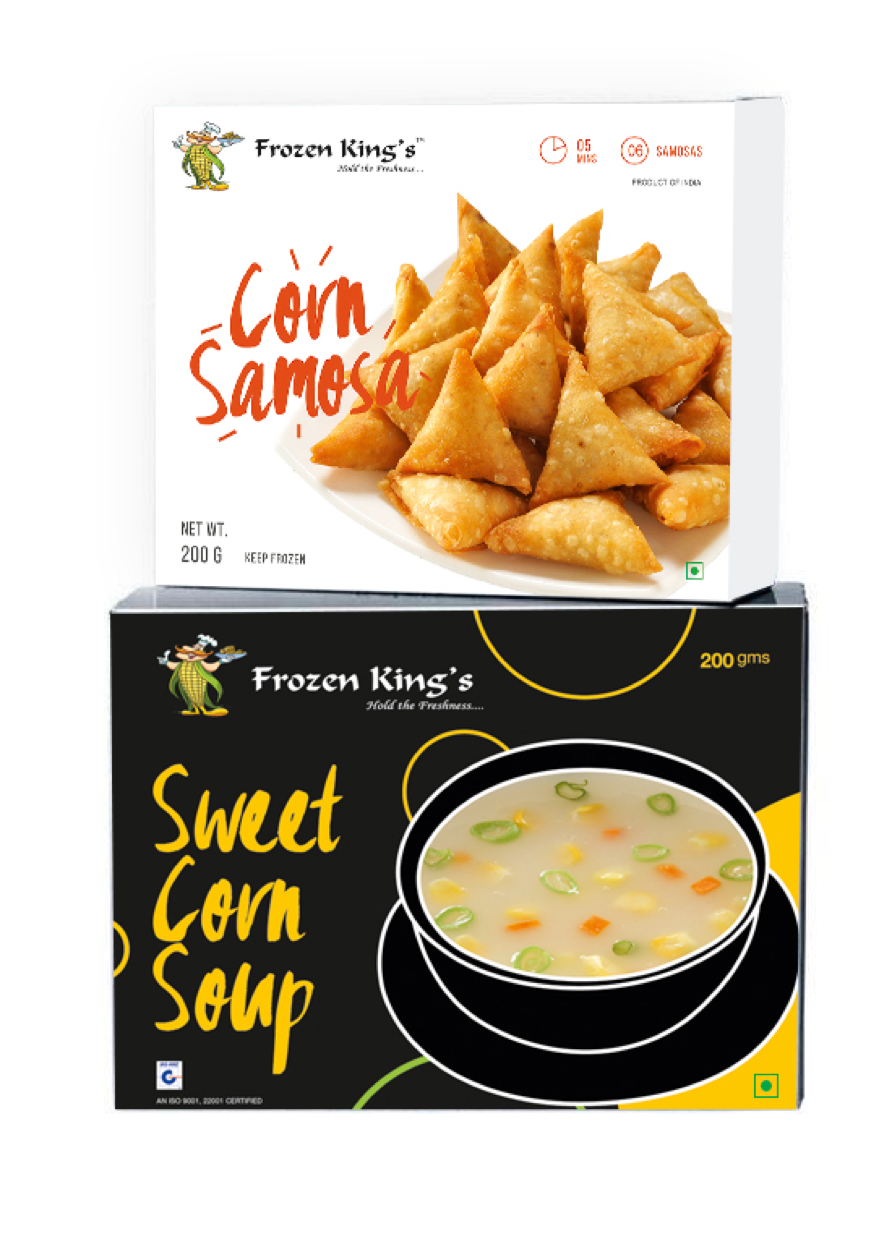 Frozen King's™
Hold the Freshness...
05
MINS
06
SAMOSAS
PRODUCT OF INDIA
Corn
Samosa
NET WT.
200 G
KEEP FROZEN
Frozen King's
Hold the Freshness....
200 gms
Sweet
Corn
Soup
AN ISO 9001, 22001 CERTIFIED